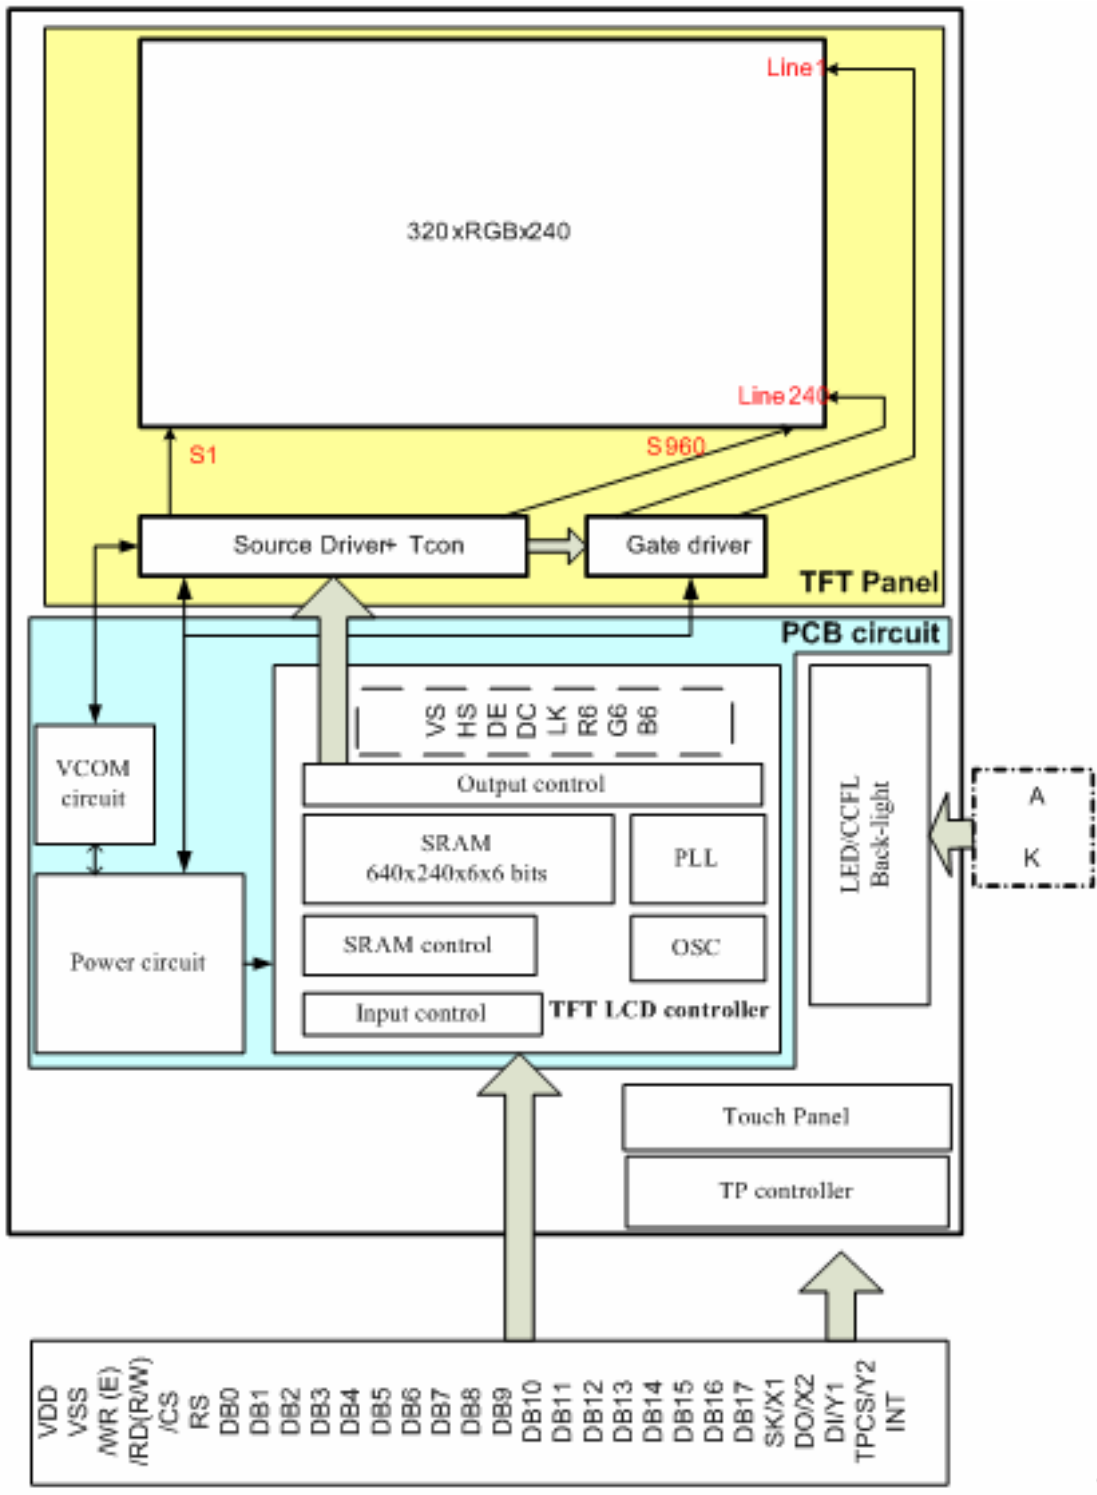 Line 1
320xRGBx240
Line 240
S1
S960
Source Driver+ Tcon
Gate driver
TFT Panel
PCB circuit
VS
HS
DE
DC
LK
R6
G6
B6
VCOM
circuit
Output control
SRAM
640x240x6x6 bits
PLL
LED/CCFL
Back-light
A
K
Power circuit
SRAM control
OSC
Input control
TFT LCD controller
Touch Panel
TP controller
VDD
VSS
/WR (E)
/RD(R/W)
/CS
RS
DB0
DB1
DB2
DB3
DB4
DB5
DB6
DB7
DB8
DB9
DB10
DB11
DB12
DB13
DB14
DB15
DB16
DB17
SK/X1
DO/X2
DI/Y1
TPCS/Y2
INT